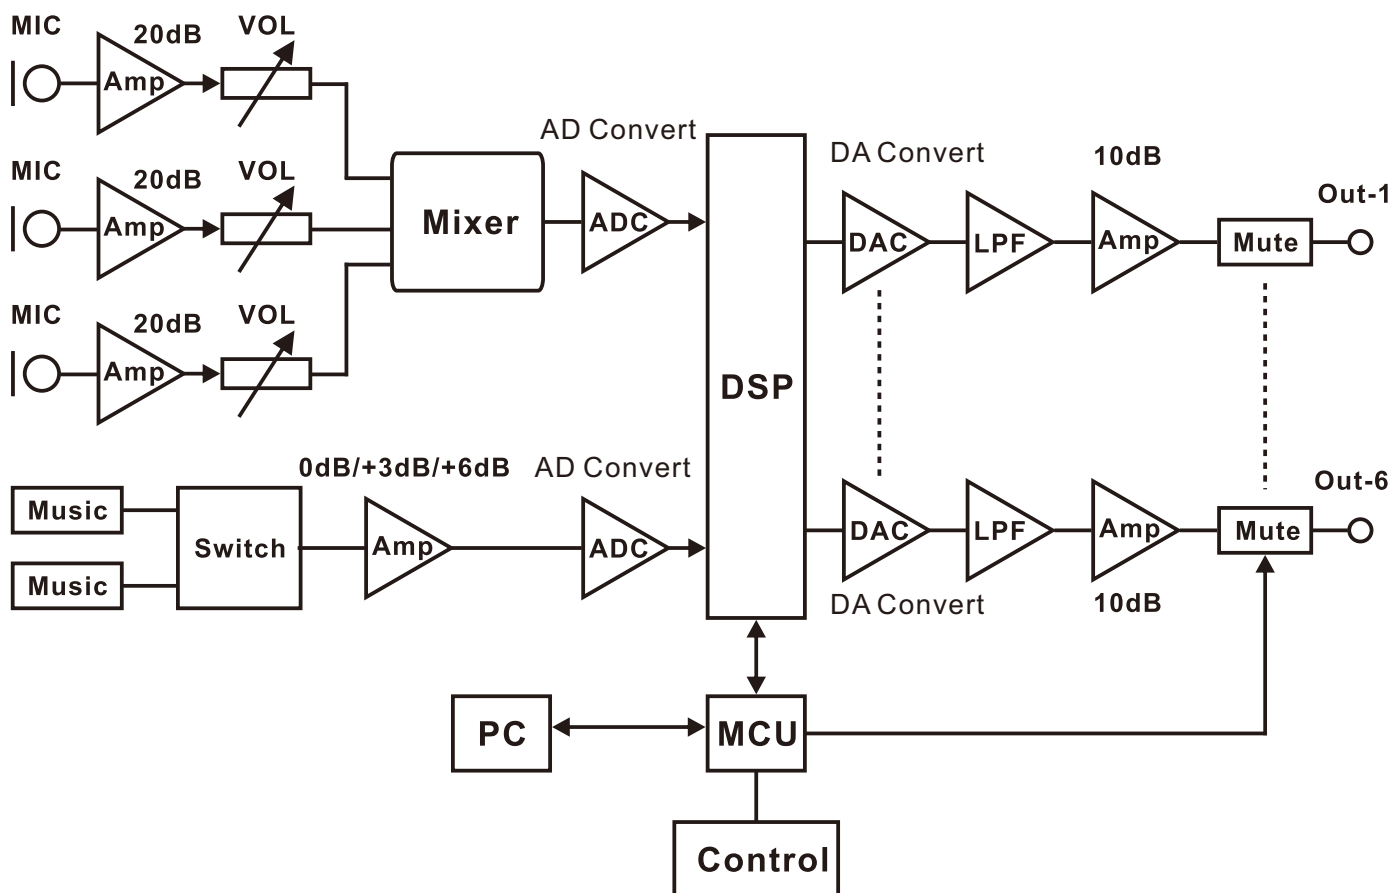 MIC
20dB
VOL
Amp
AD Convert
MIC
20dB
VOL
Amp
Mixer
ADC
MIC
20dB
VOL
Amp
DSP
DA Convert
10dB
Out-1
DAC
LPF
Amp
Mute
0dB/+3dB/+6dB
AD Convert
Music
Switch
Amp
ADC
Music
Out-6
DAC
LPF
Amp
Mute
DA Convert
10dB
PC
MCU
Control